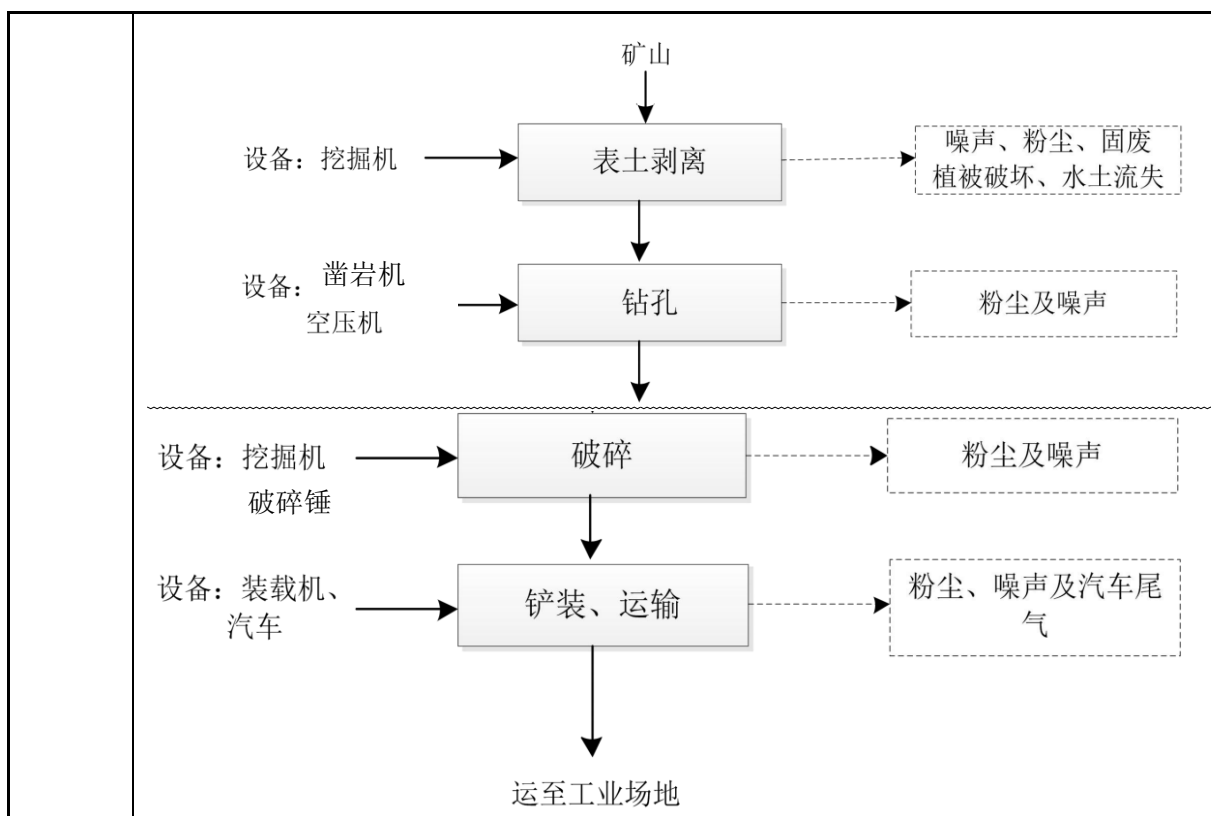 矿山
设备：挖掘机
表土剥离
噪声、粉尘、固废
植被破坏、水土流失
设备：凿岩机
空压机
钻孔
粉尘及噪声
设备：挖掘机
破碎锤
破碎
粉尘及噪声
设备：装载机、
汽车
铲装、运输
粉尘、噪声及汽车尾
气
运至工业场地